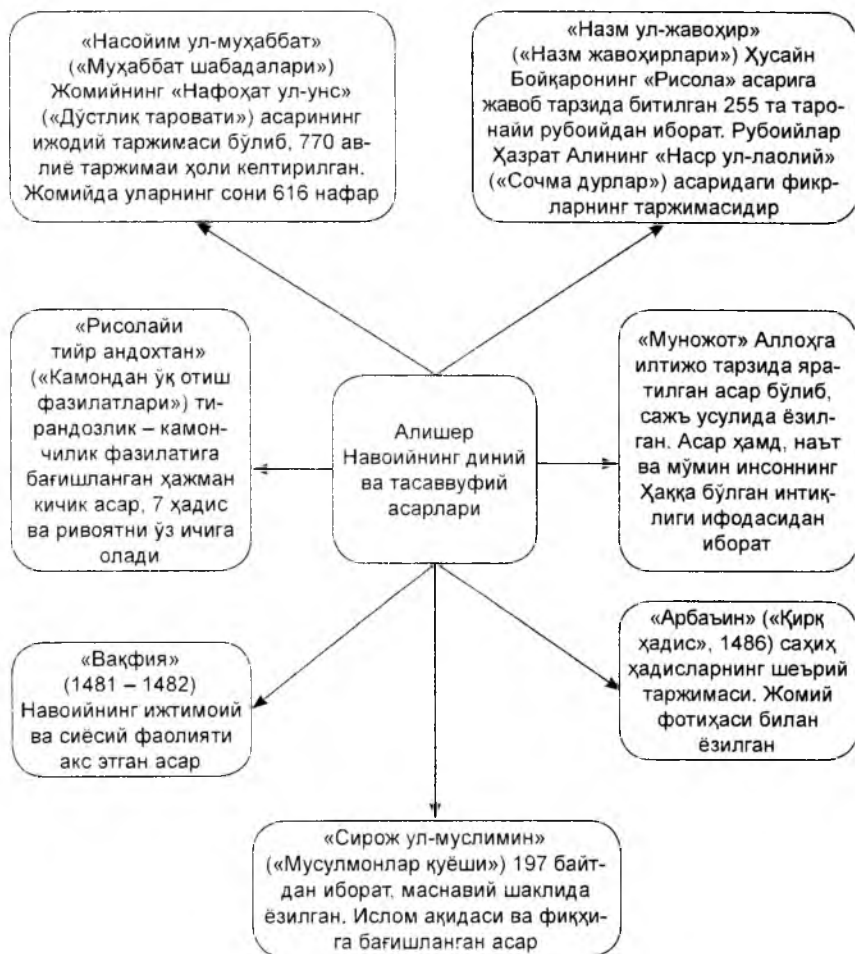 «Насойим ул-муҳаббат»
(«Муҳаббат шабадалари»)
Жомийнинг «Нафоҳат ул-унс»
(«Дўстлик таровати») асарининг
ижодий таржимаси бўлиб, 770 ав-
лиё таржимаи ҳоли келтирилган.
Жомийда уларнинг сони 616 нафар
«Назм ул-жавоҳир»
(«Назм жавоҳирлари») Ҳусайн
Бойқаронинг «Рисола» асарига
жавоб тарзида битилган 255 та таро-
найи рубоийдан иборат. Рубоийлар
Ҳазрат Алининг «Наср ул-лаолий»
(«Сочма дурлар») асаридаги фикр-
ларнинг таржимасидир
«Рисолайи
тийр андохтан»
(«Камондан ўқ отиш
фазилатлари») ти-
рандозлик – камон-
чилик фазилатига
бағишланган ҳажман
кичик асар, 7 ҳадис
ва ривоятни ўз ичига
олади
Алишер
Навоийнинг диний
ва тасаввуфий
асарлари
«Муножот» Аллоҳга
илтижо тарзида яра-
тилган асар бўлиб,
сажъ усулида ёзил-
ган. Асар ҳамд, наът
ва мўмин инсоннинг
Ҳаққа бўлган интиқ-
лиги ифодасидан
иборат
«Вақфия»
(1481 – 1482)
Навоийнинг ижтимоий
ва сиёсий фаолияти
акс этган асар
«Арбаъин» («Қирқ
ҳадис», 1486) саҳиҳ
ҳадисларнинг шеърий
таржимаси. Жомий
фотиҳаси билан
ёзилган
«Сирож ул-муслимин»
(«Мусулмонлар қуёши») 197 байт-
дан иборат, маснавий шаклида
ёзилган. Ислом ақидаси ва фиқҳи-
га бағишланган асар